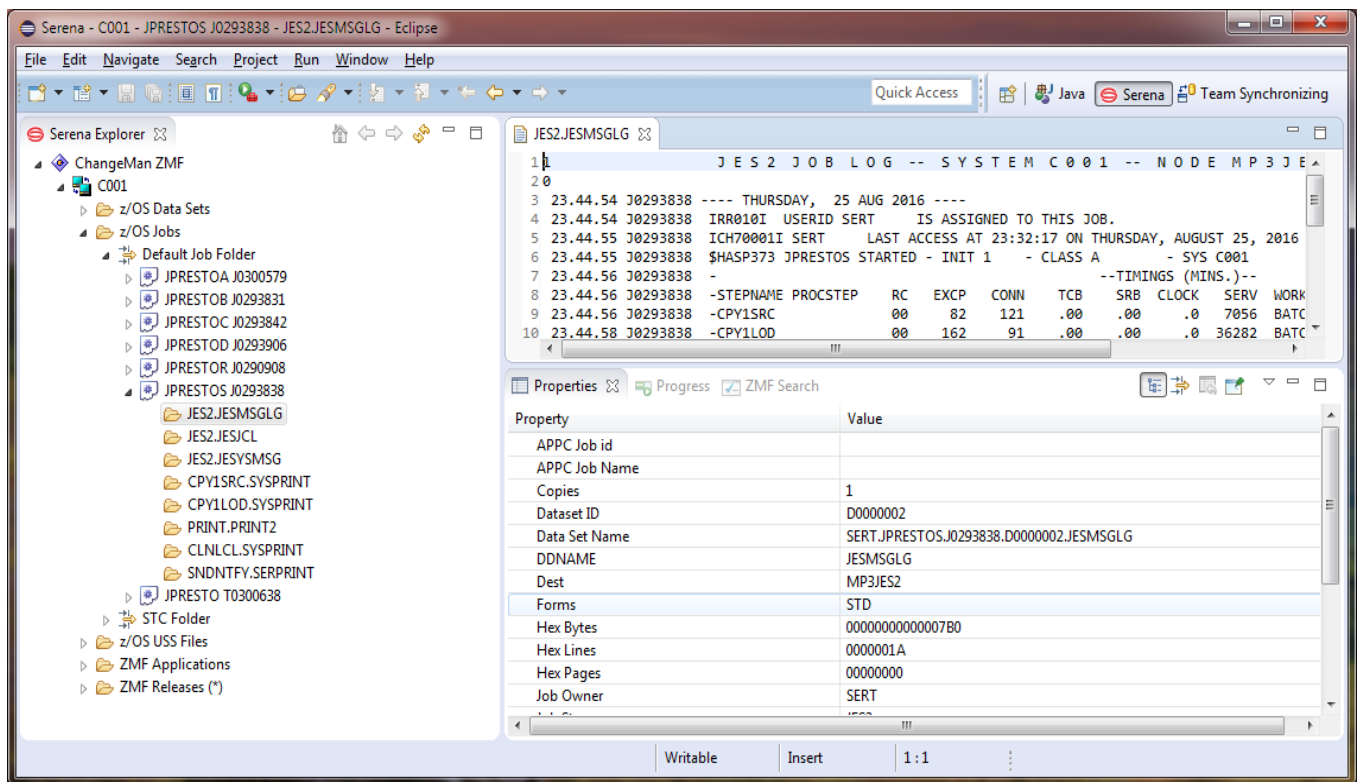 Serena - C001 - JPRESTOS J0293838 - JES2.JESMSGLG - Eclipse
File Edit Navigate Search Project Run Window Help
Quick Access Java Serena Team Synchronizing
Serena Explorer
ChangeMan ZMF
C001
z/OS Data Sets
z/OS Jobs
Default Job Folder
JPRESTOA J0300579
JPRESTOB J0293831
JPRESTOC J0293842
JPRESTOD J0293906
JPRESTOR J0290908
JPRESTOS J0293838
JES2.JESMSGLG
JES2.JESJCL
JES2.JESYSMSG
CPY1SRC.SYSPRINT
CPY1LOD.SYSPRINT
PRINT.PRINT2
CLNLCL.SYSPRINT
SNDNTFY.SERPRINT
JPRESTO T0300638
STC Folder
z/OS USS Files
ZMF Applications
ZMF Releases (*)
JES2.JESMSGLG
1 1 J E S 2 J O B L O G -- S Y S T E M C 0 0 1 -- N O D E M P 3 J E
2 0
3 23.44.54 J0293838 ---- THURSDAY, 25 AUG 2016 ----
4 23.44.54 J0293838 IRR010I USERID SERT IS ASSIGNED TO THIS JOB.
5 23.44.55 J0293838 ICH70001I SERT LAST ACCESS AT 23:32:17 ON THURSDAY, AUGUST 25, 2016
6 23.44.55 J0293838 $HASP373 JPRESTOS STARTED - INIT 1 - CLASS A - SYS C001
7 23.44.56 J0293838 - --TIMINGS (MINS.)--
8 23.44.56 J0293838 -STEPNAME PROCSTEP RC EXCP CONN TCB SRB CLOCK SERV WORK
9 23.44.56 J0293838 -CPY1SRC 00 82 121 .00 .00 .0 7056 BATC
10 23.44.58 J0293838 -CPY1LOD 00 162 91 .00 .00 .0 36282 BATC
Properties Progress ZMF Search
Property Value
APPC Job id
APPC Job Name
Copies 1
Dataset ID D0000002
Data Set Name SERT.JPRESTOS.J0293838.D0000002.JESMSGLG
DDNAME JESMSGLG
Dest MP3JES2
Forms STD
Hex Bytes 00000000000007B0
Hex Lines 0000001A
Hex Pages 00000000
Job Owner SERT
Writable Insert 1 : 1